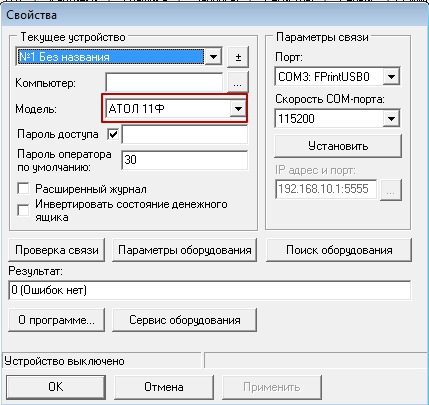 Свойства
Текущее устройство
№1 Без названия
±
Компьютер:
...
Модель:
АТОЛ 11Ф
Пароль доступа
Пароль оператора
по умолчанию:
30
Расширенный журнал
Инвертировать состояние денежного
ящика
Параметры связи
Порт:
COM3: FPrintUSB0
Скорость COM-порта:
115200
Установить
IP адрес и порт:
192.168.10.1:5555
...
Проверка связи
Параметры оборудования
Поиск оборудования
Результат:
0 (Ошибок нет)
О программе...
Сервис оборудования
Устройство выключено
ОК
Отмена
Применить